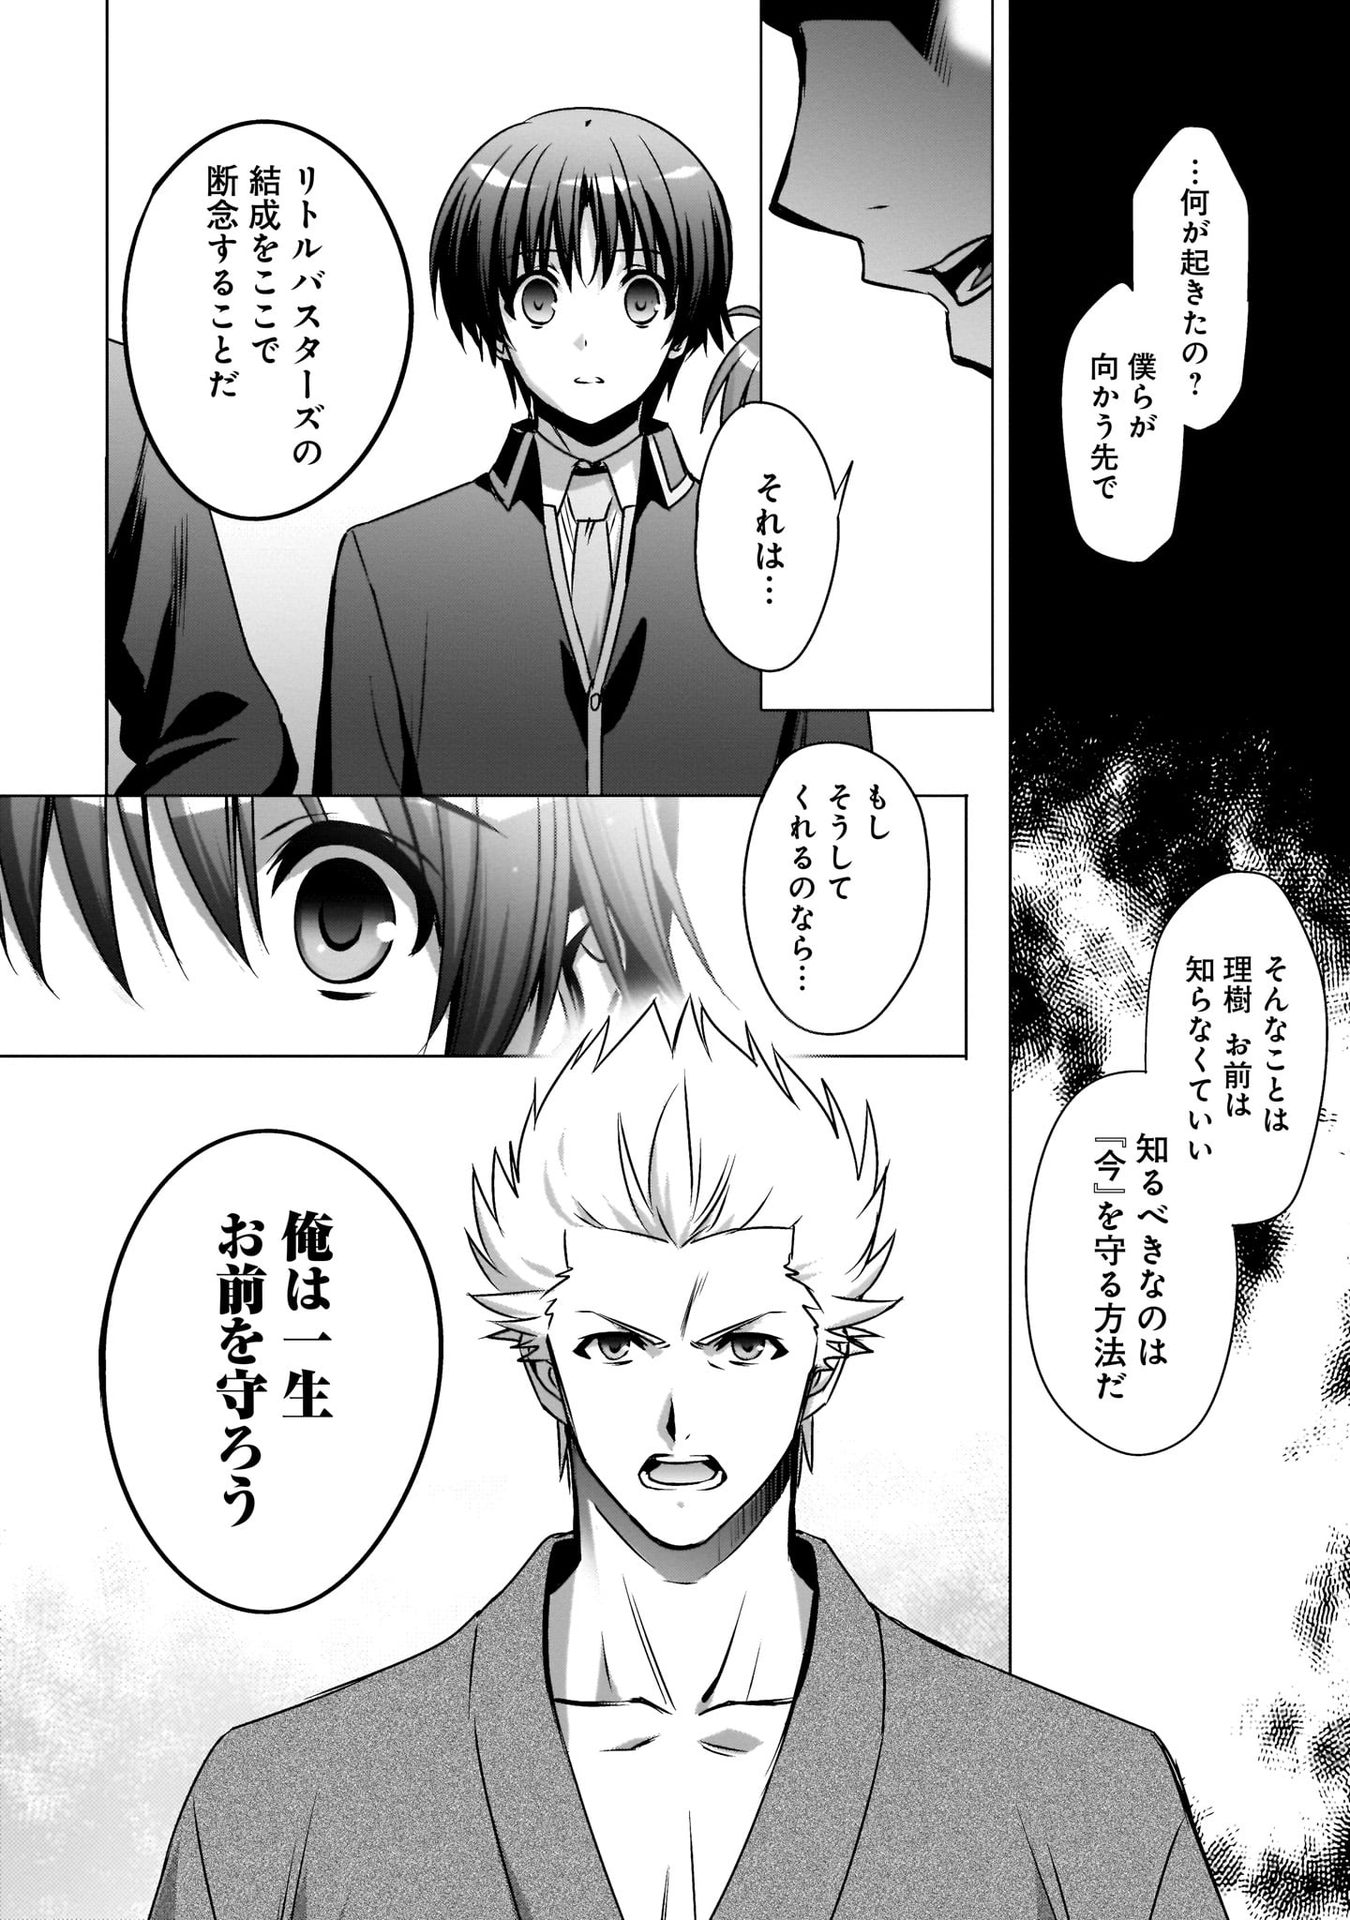 …何が起きたの?
僕らが
向かう先で
そんなことは
理樹 お前は
知らなくていい
知るべきなのは
『今』を守る方法だ
それは…
リトルバスターズの
結成をここで
断念することだ
もし
そうして
くれるのなら…
俺は一生
お前を守ろう